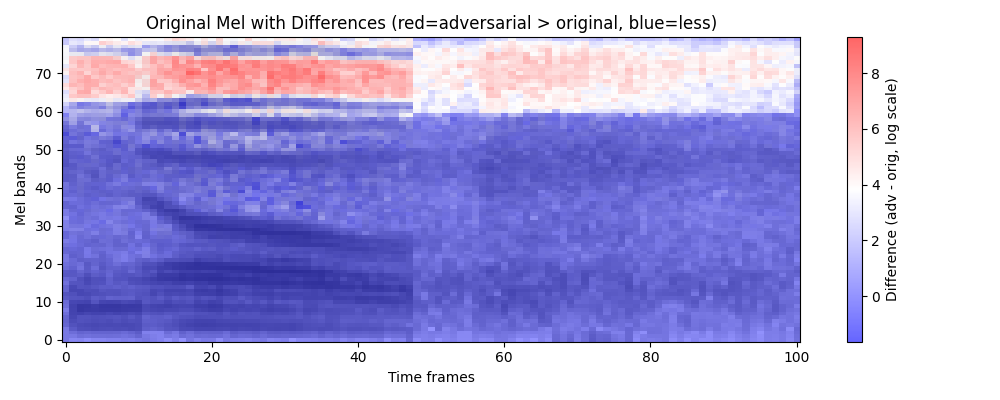 Original Mel with Differences (red=adversarial > original, blue=less)
Mel bands
70
60
50
40
30
20
10
0
0 20 40 60 80 100
Time frames
8
6
4
2
0
Difference (adv - orig, log scale)